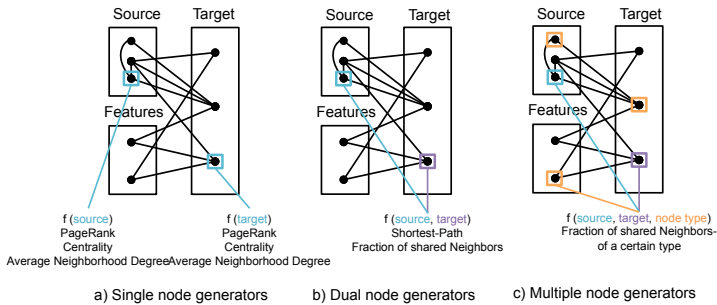 Source Target
Features
f (source)
PageRank
Centrality
Average Neighborhood Degree
f (target)
PageRank
Centrality
Average Neighborhood Degree
a) Single node generators
Source Target
Features
f (source, target)
Shortest-Path
Fraction of shared Neighbors
b) Dual node generators
Source Target
Features
f (source, target, node type)
Fraction of shared Neighbors-
of a certain type
c) Multiple node generators